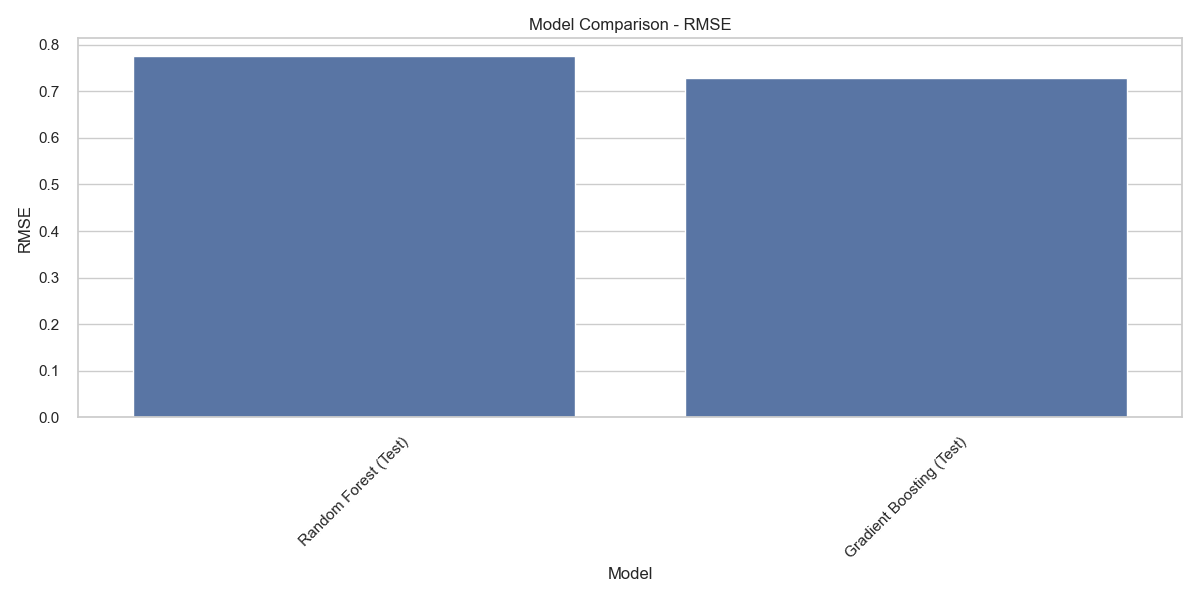 Model Comparison - RMSE
0.8
0.7
0.6
0.5
0.4
0.3
0.2
0.1
0.0
RMSE
Random Forest (Test)
Gradient Boosting (Test)
Model